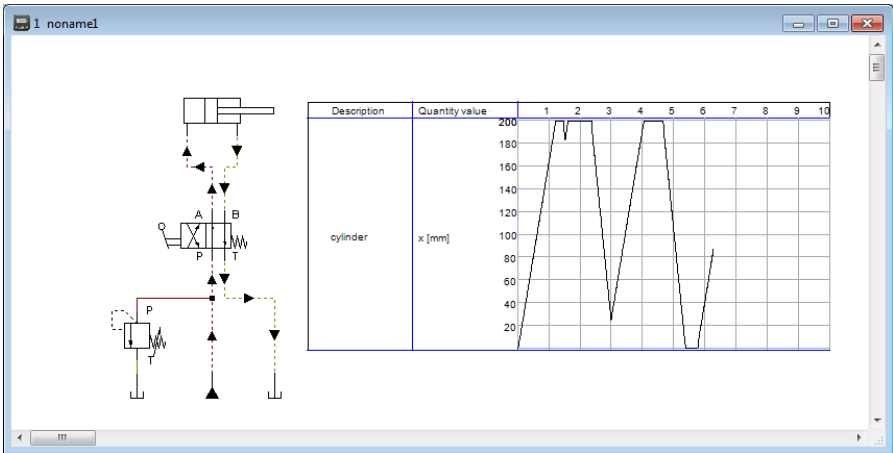 1 noname1
Description Quantity value 1 2 3 4 5 6 7 8 9 10
200
180
160
140
A B
120
cylinder x [mm] 100
P T
80
60
P
40
T
20